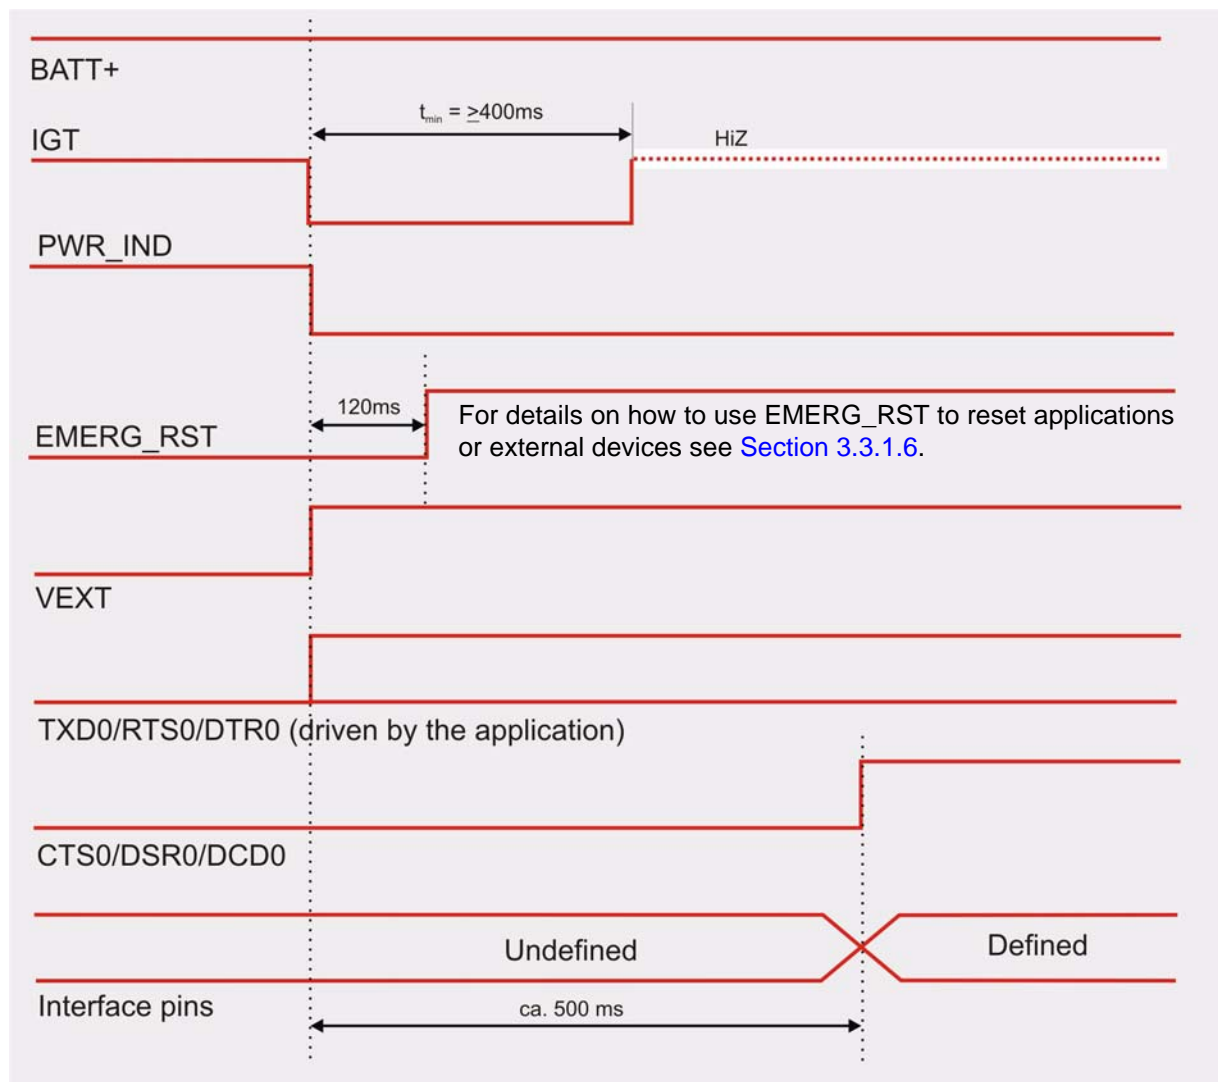 BATT+
t_min = ≥400ms
IGT
HiZ
PWR_IND
120ms
For details on how to use EMERG_RST to reset applications
or external devices see Section 3.3.1.6.
EMERG_RST
VEXT
TXD0/RTS0/DTR0 (driven by the application)
CTS0/DSR0/DCD0
Undefined
Defined
Interface pins
ca. 500 ms